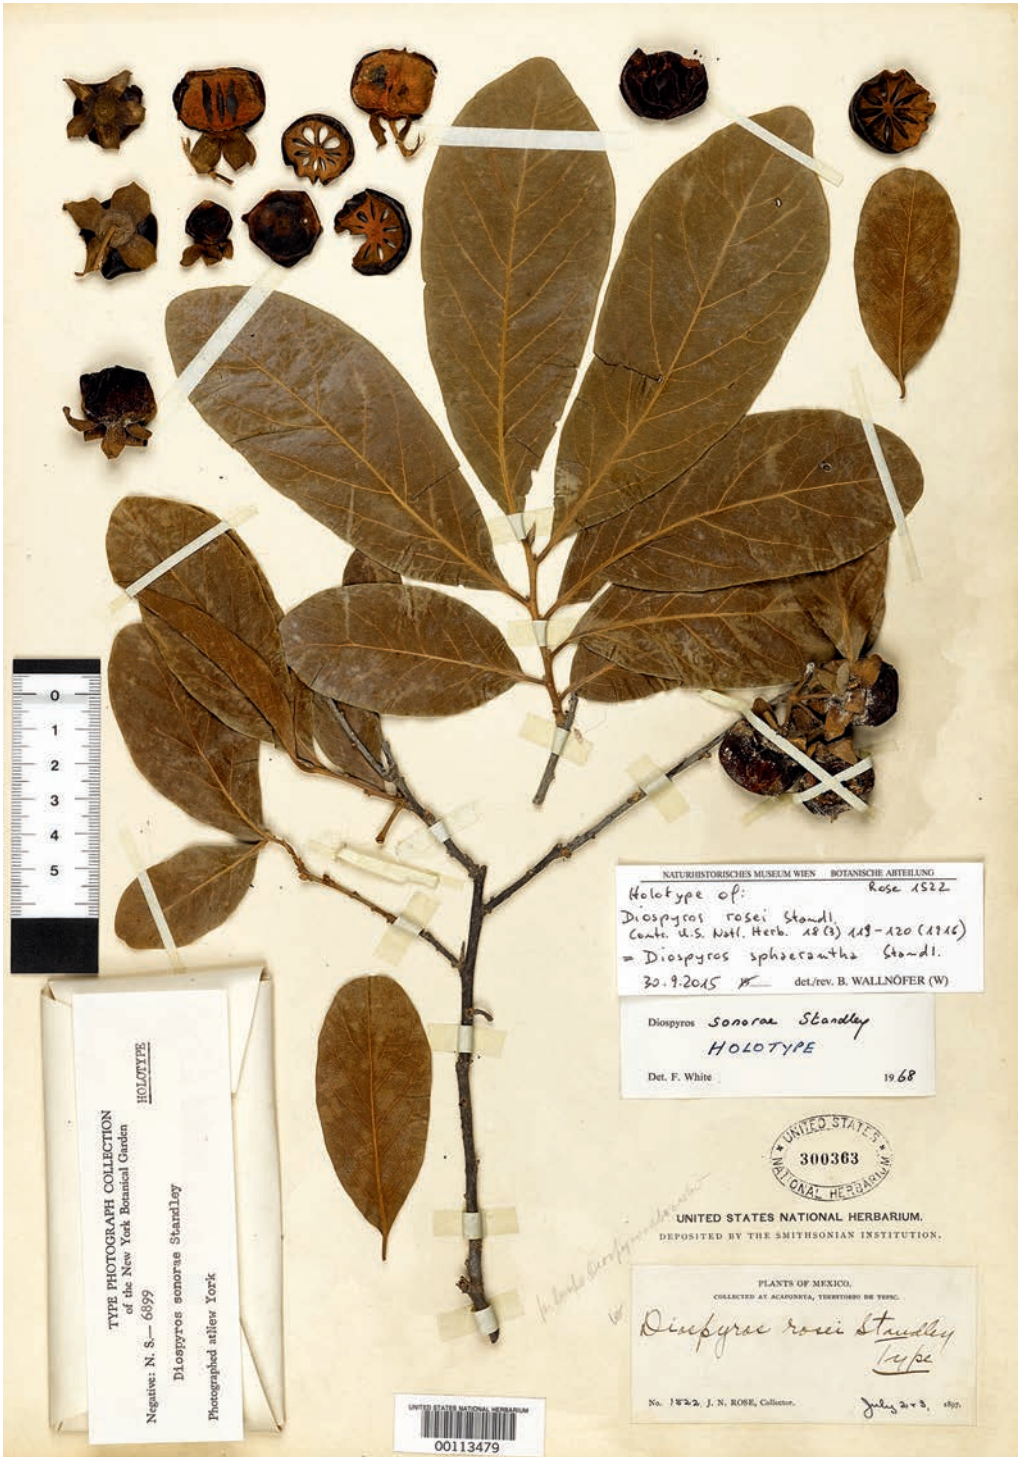 0
1
2
3
4
5
NATURHISTORISCHES MUSEUM WIEN BOTANISCHE ABTEILUNG
Holotype of: Rose 1522
Diospyros rosei Standl.
Contr. U.S. Natl. Herb. 18(3) 119-120 (1916)
= Diospyros sphaerantha Standl.
30.9.2015 det./rev. B. WALLNÖFER (W)
Diospyros sonorae Standley
HOLOTYPE
Det. F. White 1968
UNITED STATES
300363
NATIONAL HERBARIUM
UNITED STATES NATIONAL HERBARIUM.
DEPOSITED BY THE SMITHSONIAN INSTITUTION.
PLANTS OF MEXICO.
COLLECTED AT ACAPONETA, TERRITORIO DE TEPIC.
Diospyros rosei Standley
Type
No. 1522 J. N. ROSE, Collector. July 2+3, 1897.
TYPE PHOTOGRAPH COLLECTION
of the New York Botanical Garden
Negative: N. S.— 6899 HOLOTYPE
Diospyros sonorae Standley
Photographed at New York
UNITED STATES NATIONAL HERBARIUM
00113479